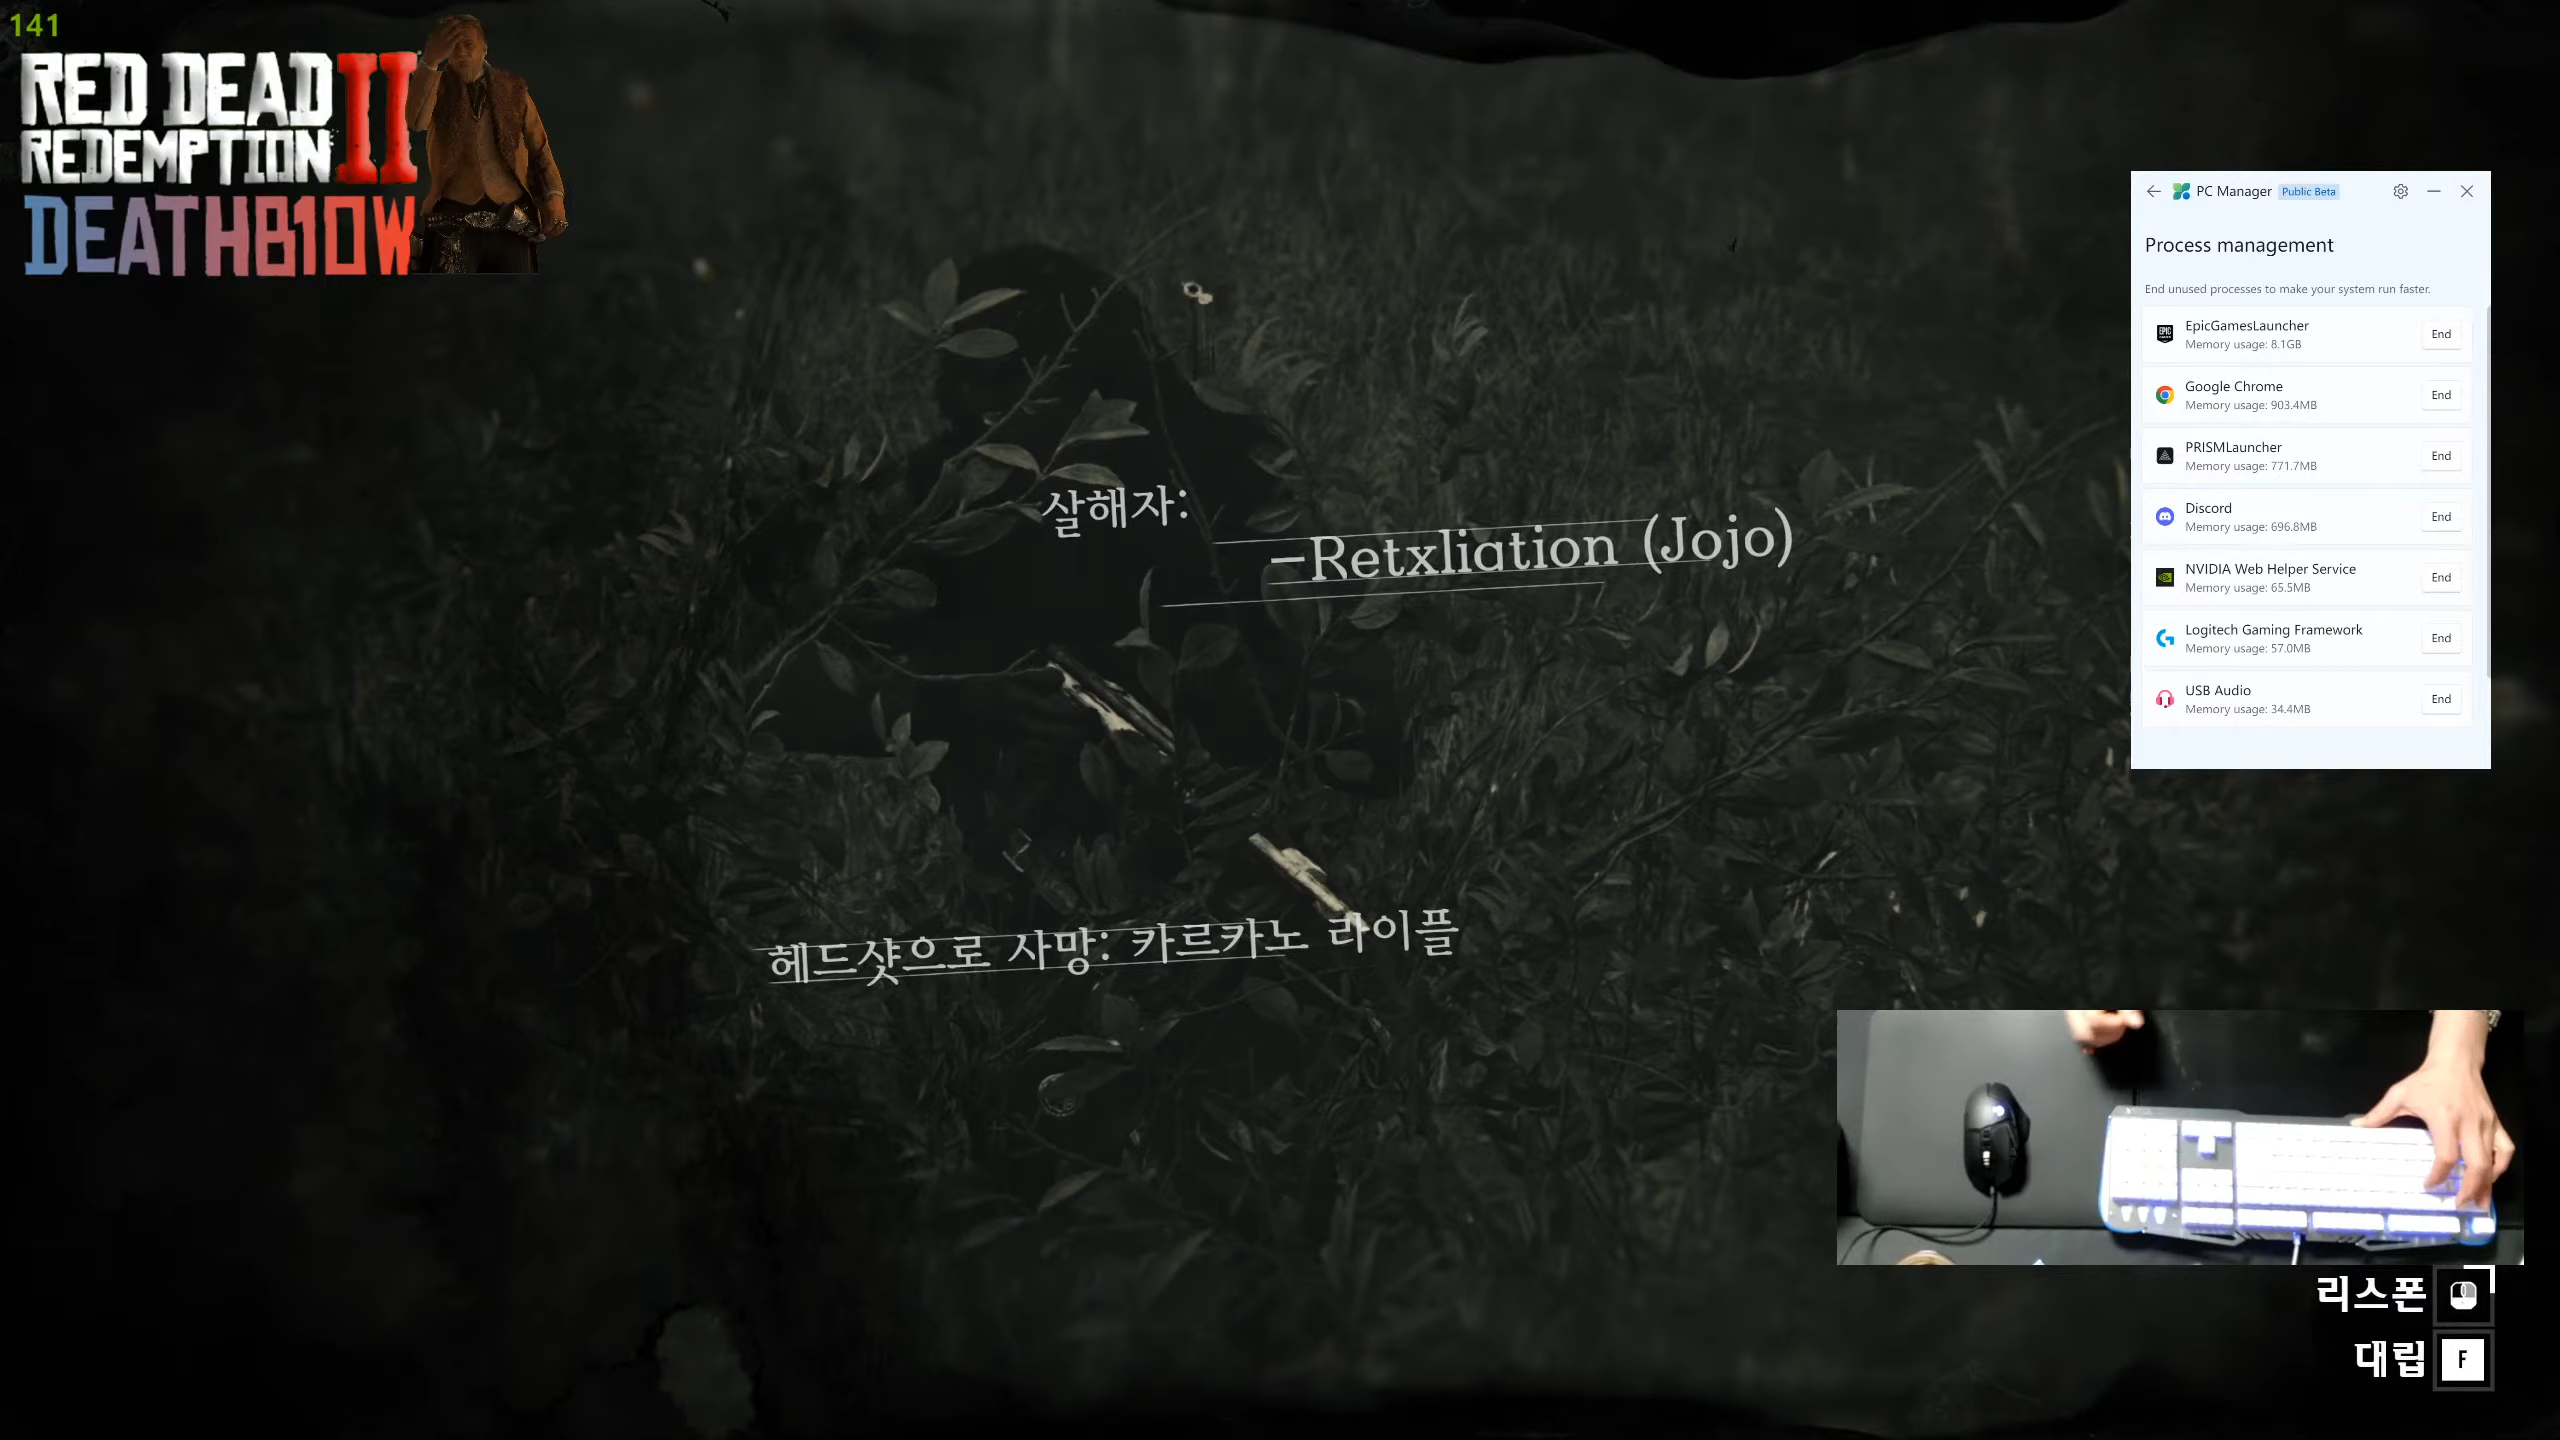 141
RED DEAD
REDEMPTION II
DEATHB10W
살해자:
-Retxliation (Jojo)
헤드샷으로 사망: 카르카노 라이플
PC Manager Public Beta
Process management
End unused processes to make your system run faster.
EpicGamesLauncher
Memory usage: 8.1GB
End
Google Chrome
Memory usage: 903.4MB
End
PRISMLauncher
Memory usage: 771.7MB
End
Discord
Memory usage: 696.8MB
End
NVIDIA Web Helper Service
Memory usage: 65.5MB
End
Logitech Gaming Framework
Memory usage: 57.0MB
End
USB Audio
Memory usage: 34.4MB
End
리스폰
대립 F